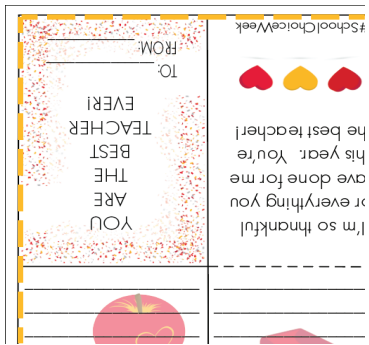 I'm so thankful
or everything you
ave done for me
his year. You're
he best teacher!
#SchoolChoiceWeek
YOU
ARE
THE
BEST
TEACHER
EVER!
TO:
FROM: